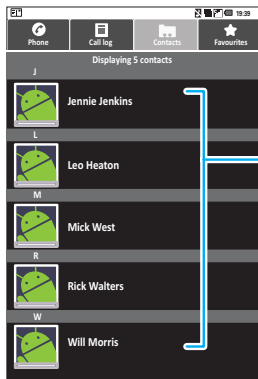 19:39
Phone Call log Contacts Favourites
Displaying 5 contacts
J
Jennie Jenkins
L
Leo Heaton
M
Mick West
R
Rick Walters
W
Will Morris